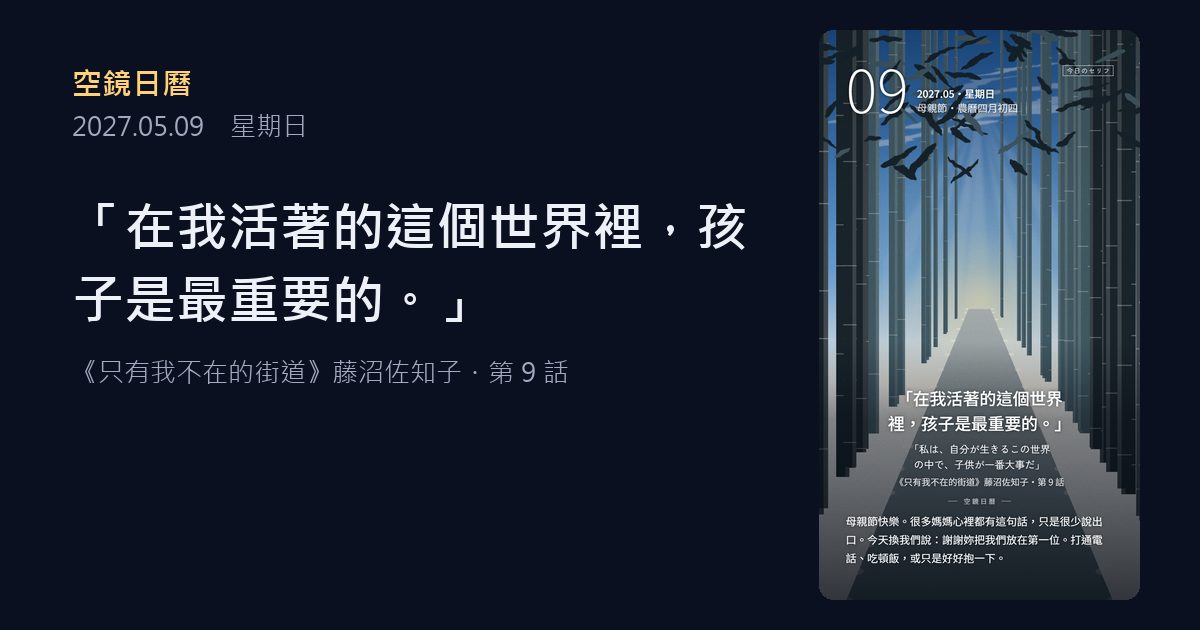 空鏡日曆
2027.05.09 星期日
「在我活著的這個世界裡，孩
子是最重要的。」
《只有我不在的街道》藤沼佐知子・第 9 話
09
2027.05・星期日
母親節・農曆四月初四
今日のセリフ
「在我活著的這個世界
裡，孩子是最重要的。」
「私は、自分が生きるこの世界
の中で、子供が一番大事だ」
《只有我不在的街道》藤沼佐知子・第 9 話
— 空鏡日曆 —
母親節快樂。很多媽媽心裡都有這句話，只是很少說出
口。今天換我們說：謝謝妳把我們放在第一位。打通電
話、吃頓飯，或只是好好抱一下。